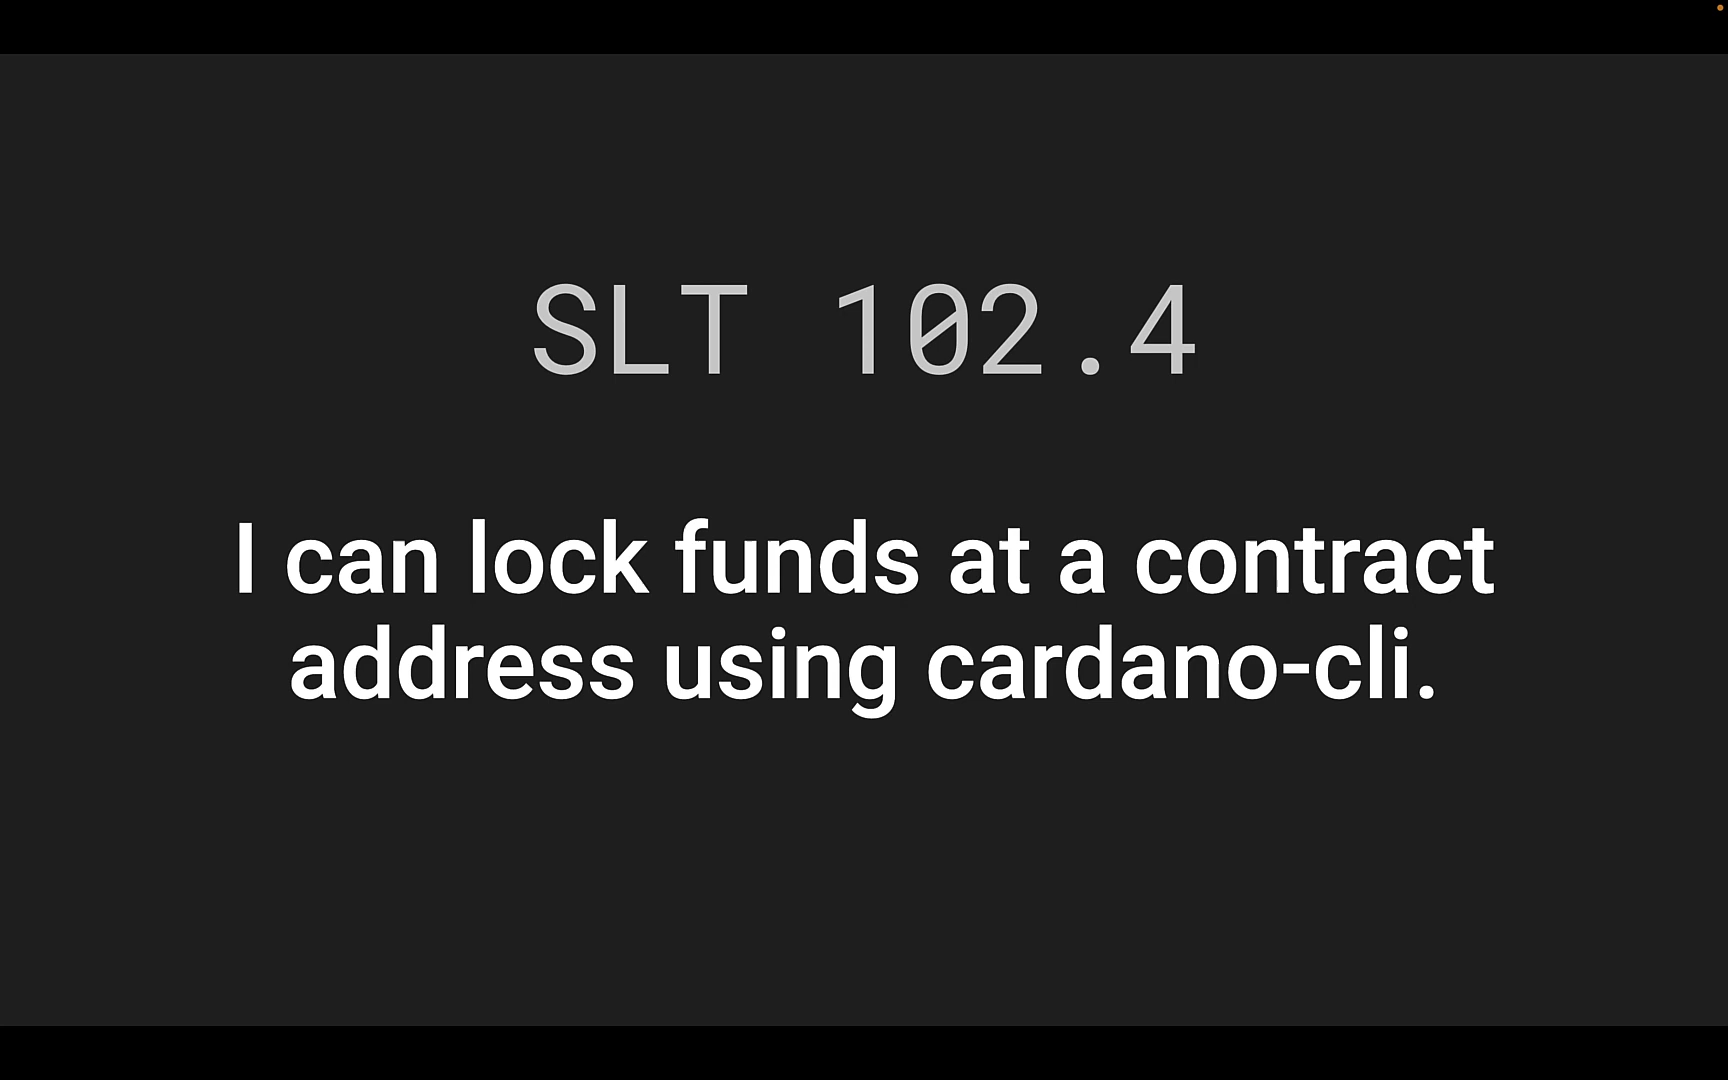 SLT 102.4
I can lock funds at a contract
address using cardano-cli.